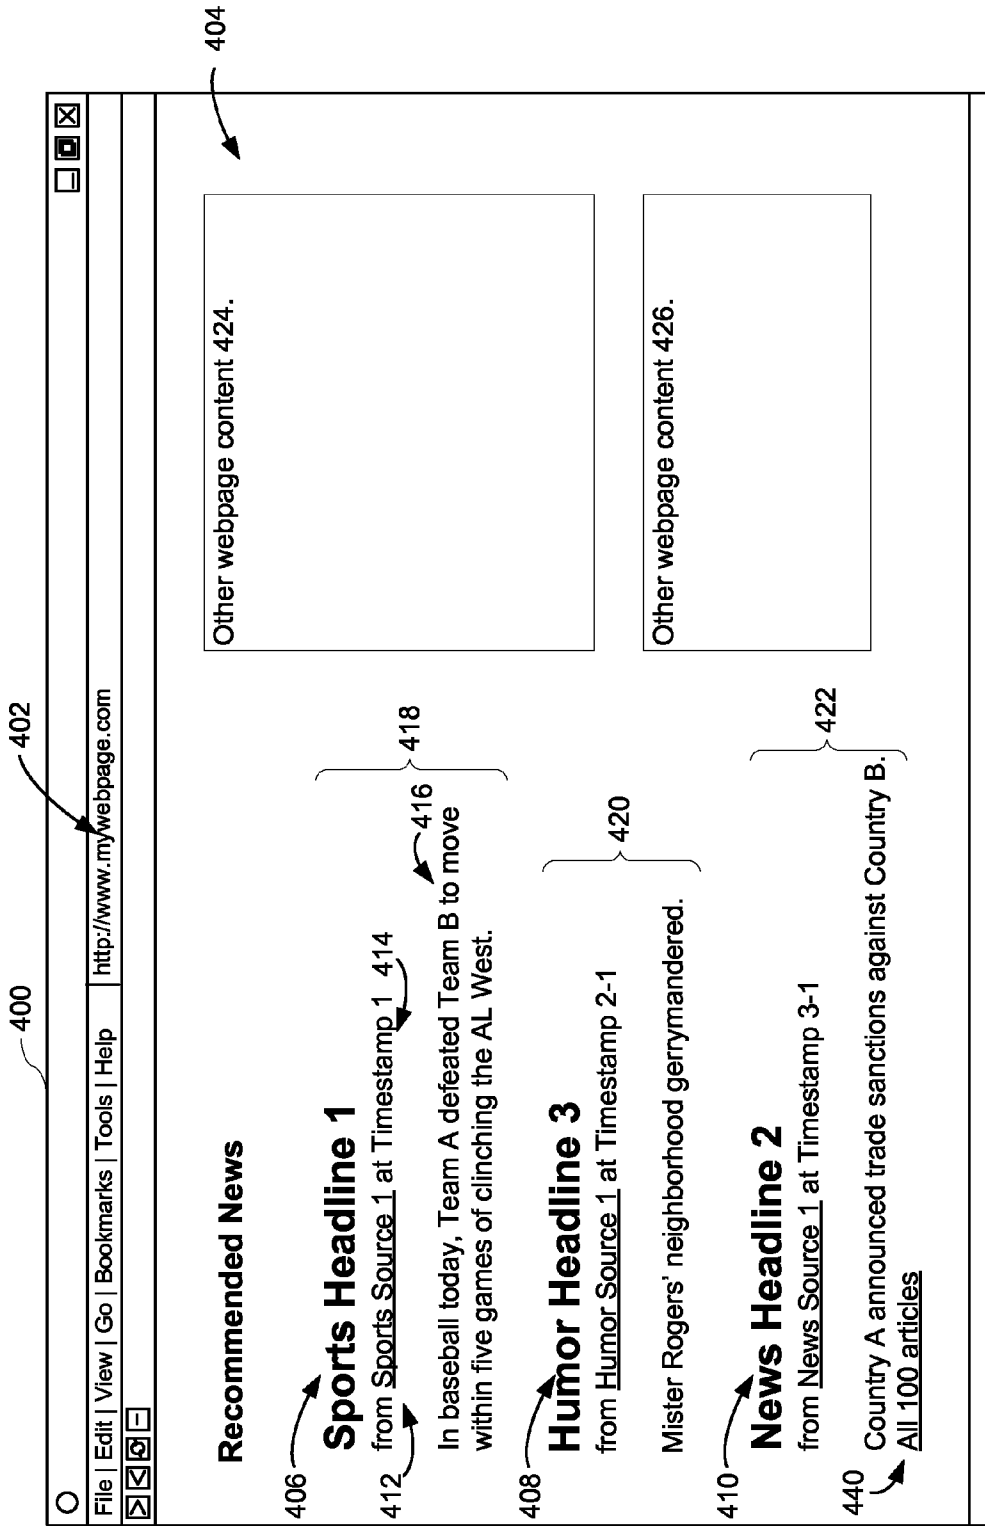 400
402
404
File | Edit | View | Go | Bookmarks | Tools | Help
http://www.mywebpage.com
Recommended News
406
Sports Headline 1
412
from Sports Source 1 at Timestamp 1
414
416
In baseball today, Team A defeated Team B to move
within five games of clinching the AL West.
418
408
Humor Headline 3
from Humor Source 1 at Timestamp 2-1
Mister Rogers' neighborhood gerrymandered.
420
410
News Headline 2
from News Source 1 at Timestamp 3-1
Country A announced trade sanctions against Country B.
440
All 100 articles
422
Other webpage content 424.
Other webpage content 426.